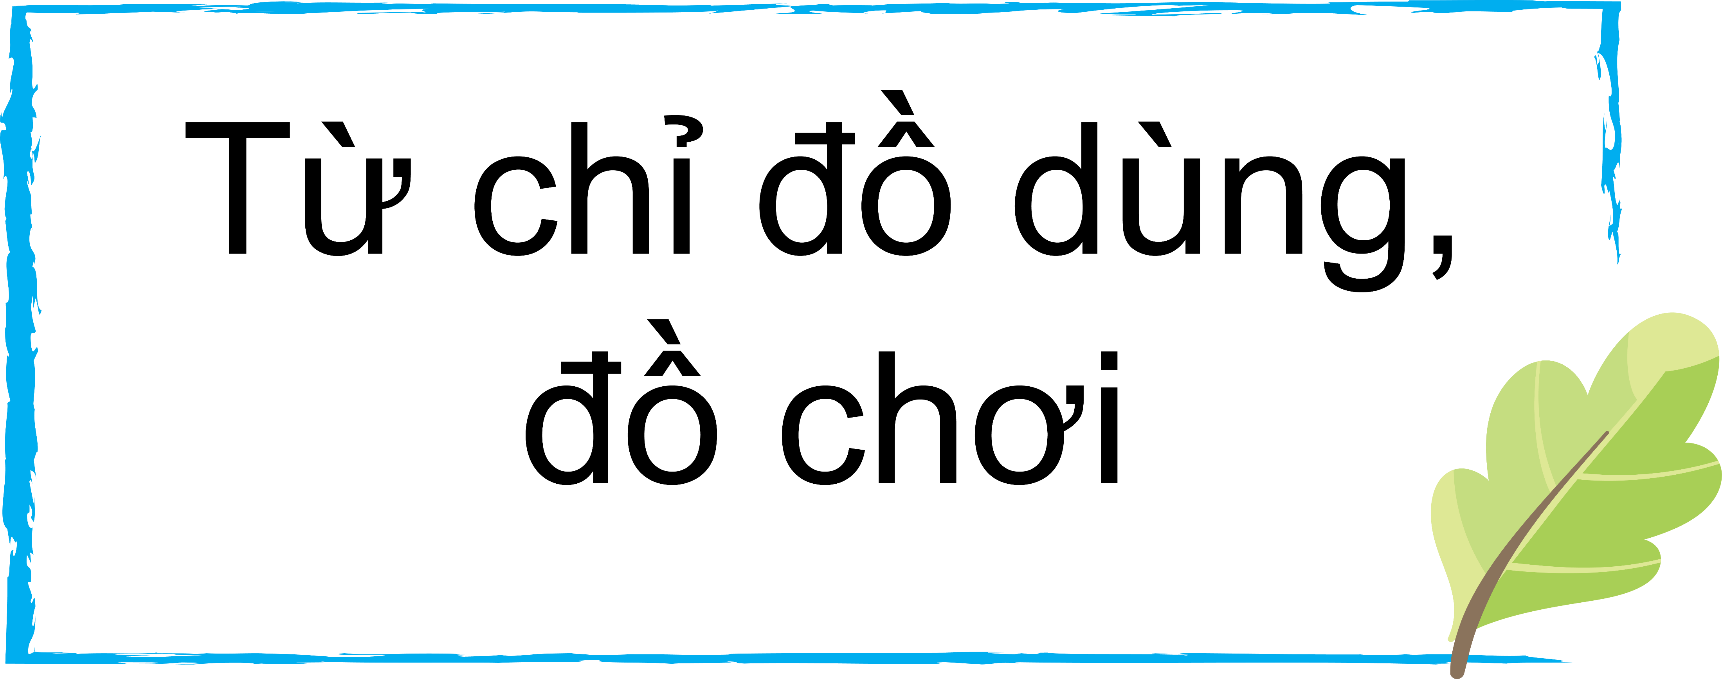 Từ chỉ đồ dùng,
đồ chơi